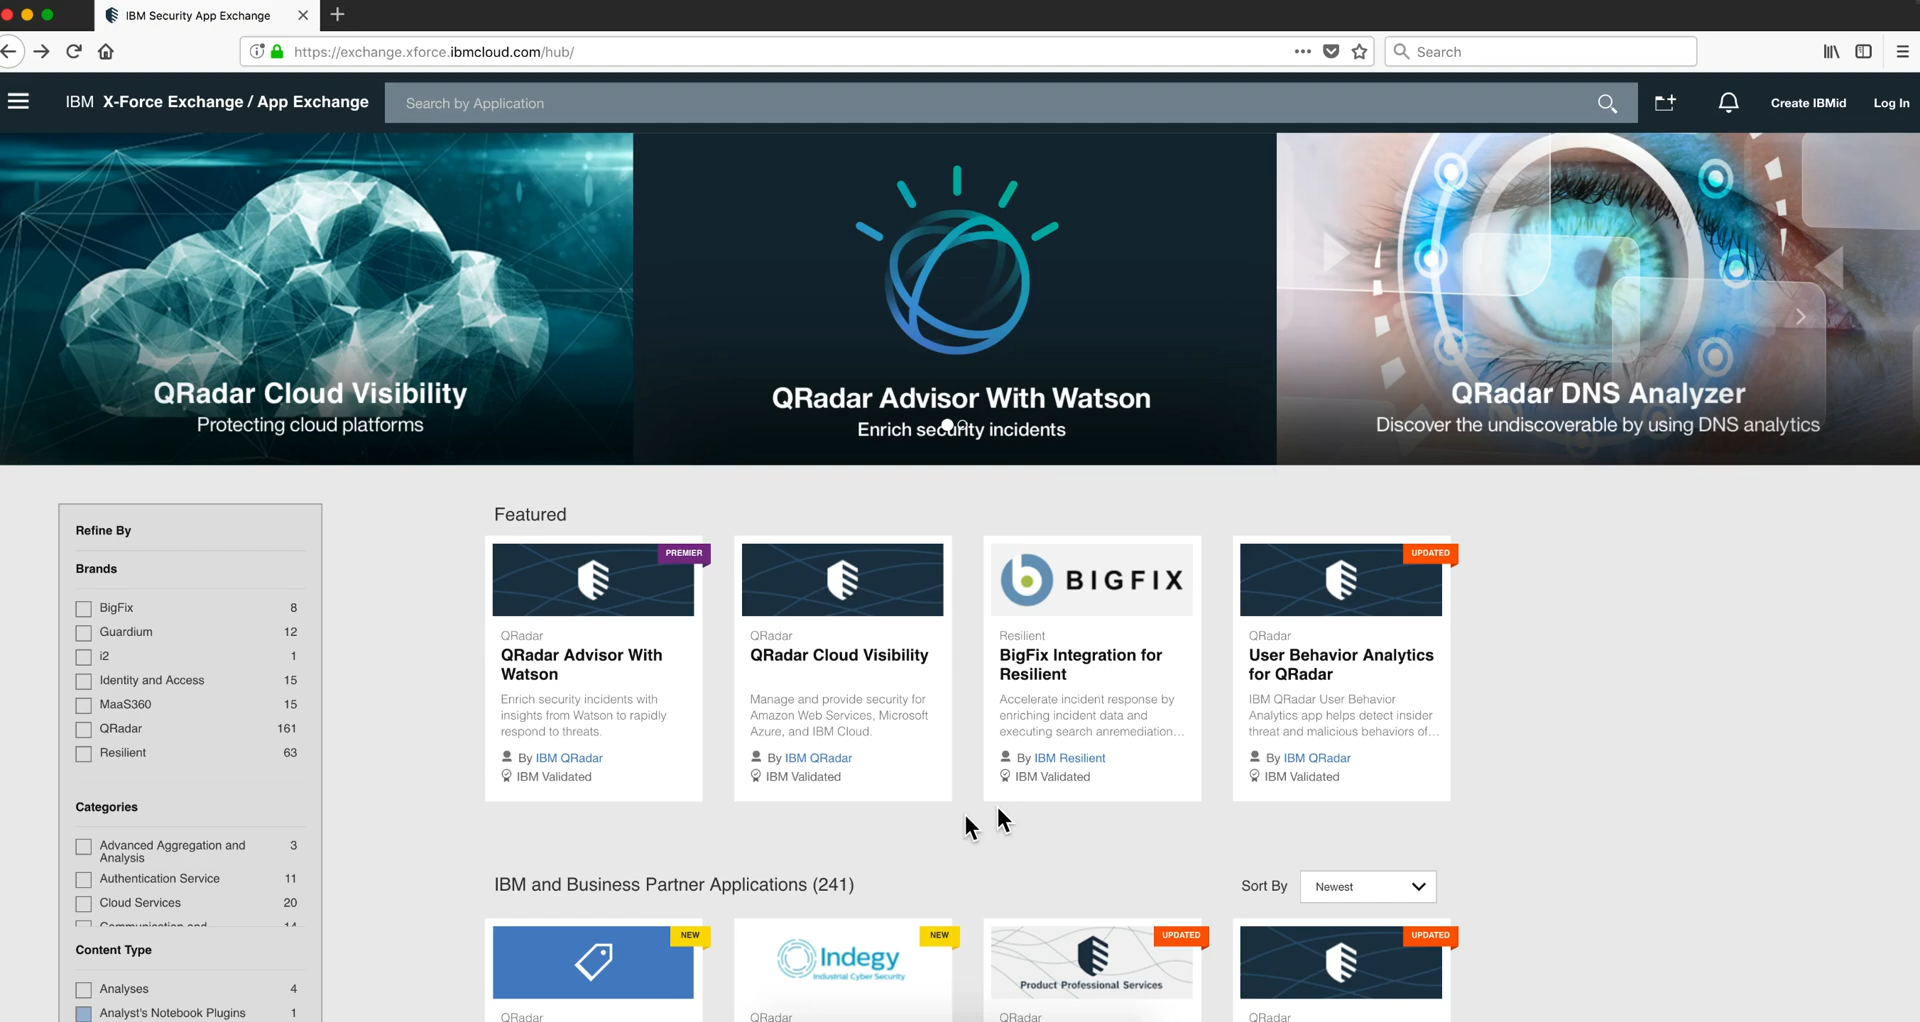 IBM Security App Exchange
https://exchange.xforce.ibmcloud.com/hub/
Search
IBM X-Force Exchange / App Exchange
Search by Application
Create IBMid
Log In
QRadar Cloud Visibility
Protecting cloud platforms
QRadar Advisor With Watson
Enrich security incidents
QRadar DNS Analyzer
Discover the undiscoverable by using DNS analytics
Refine By
Brands
BigFix 8
Guardium 12
i2 1
Identity and Access 15
MaaS360 15
QRadar 161
Resilient 63
Categories
Advanced Aggregation and 3
Analysis
Authentication Service 11
Cloud Services 20
Communication and 14
Content Type
Analyses 4
Analyst's Notebook Plugins 1
Featured
PREMIER
QRadar
QRadar Advisor With
Watson
Enrich security incidents with
insights from Watson to rapidly
respond to threats.
By IBM QRadar
IBM Validated
QRadar
QRadar Cloud Visibility
Manage and provide security for
Amazon Web Services, Microsoft
Azure, and IBM Cloud.
By IBM QRadar
IBM Validated
BIGFIX
Resilient
BigFix Integration for
Resilient
Accelerate incident response by
enriching incident data and
executing search anremediation...
By IBM Resilient
IBM Validated
UPDATED
QRadar
User Behavior Analytics
for QRadar
IBM QRadar User Behavior
Analytics app helps detect insider
threat and malicious behaviors of...
By IBM QRadar
IBM Validated
IBM and Business Partner Applications (241)
Sort By
Newest
NEW
QRadar
NEW
Indegy
Industrial Cyber Security
QRadar
UPDATED
Product Professional Services
QRadar
UPDATED
QRadar